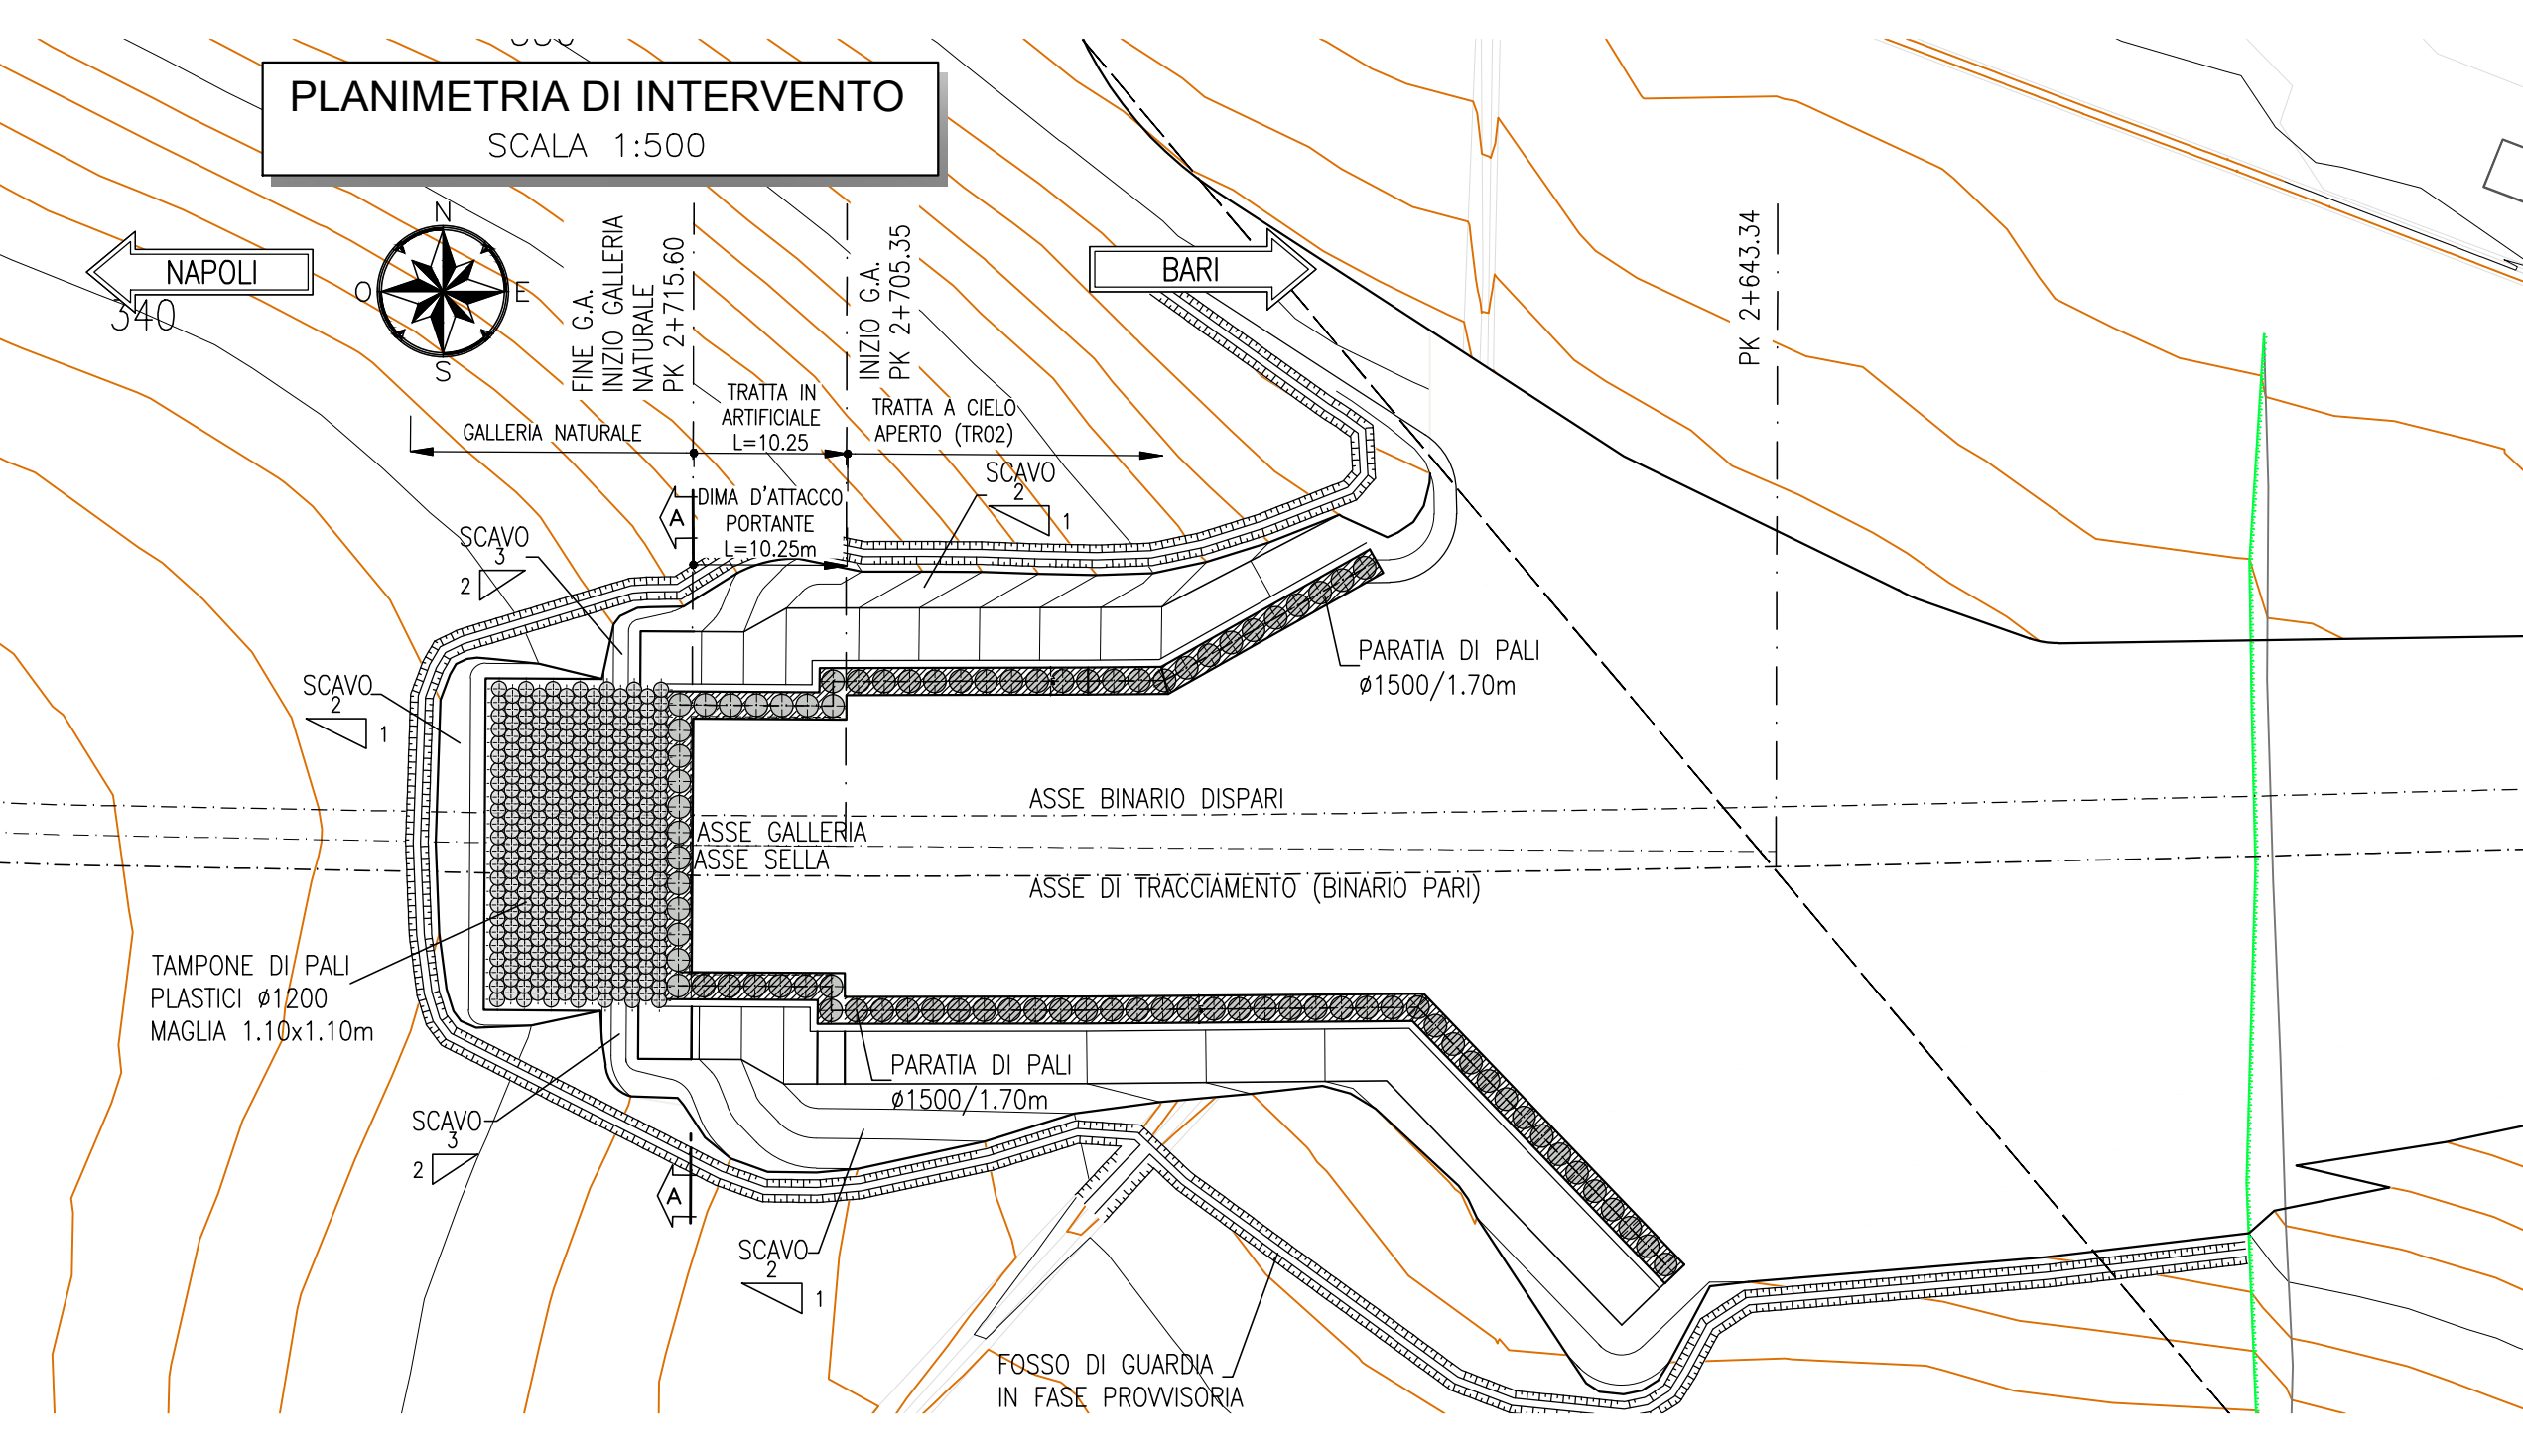 PLANIMETRIA DI INTERVENTO
SCALA 1:500
NAPOLI
340
N
O
E
S
FINE G.A.
INIZIO GALLERIA
NATURALE
PK 2+715.60
INIZIO G.A.
PK 2+705.35
BARI
PK 2+643.34
GALLERIA NATURALE
TRATTA IN
ARTIFICIALE
L=10.25
TRATTA A CIELO
APERTO (TR02)
SCAVO
2
1
A
DIMA D'ATTACCO
PORTANTE
L=10.25m
SCAVO
3
2
SCAVO
2
1
PARATIA DI PALI
ø1500/1.70m
ASSE BINARIO DISPARI
ASSE GALLERIA
ASSE SELLA
ASSE DI TRACCIAMENTO (BINARIO PARI)
TAMPONE DI PALI
PLASTICI ø1200
MAGLIA 1.10x1.10m
PARATIA DI PALI
ø1500/1.70m
SCAVO
3
2
A
SCAVO
2
1
FOSSO DI GUARDIA
IN FASE PROVVISORIA